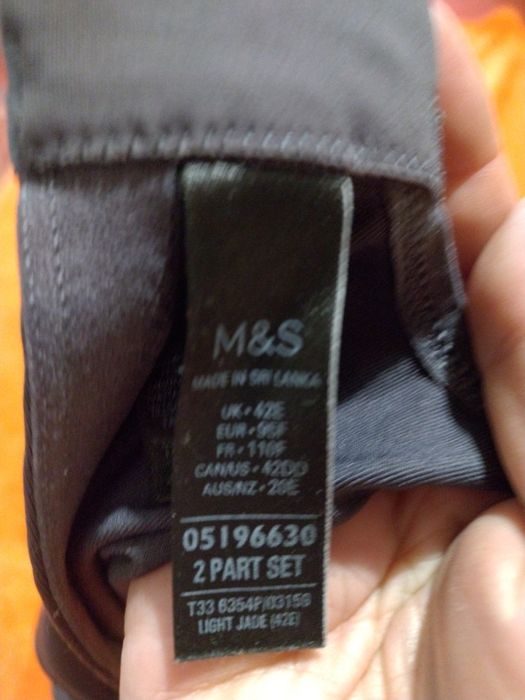 M&S
MADE IN SRI LANKA
UK • 42E
EUR • 95F
FR • 110F
CAN/US • 42DD
AUS/NZ • 20E
05196630
2 PART SET
T33 6354P/0315G
LIGHT JADE (42E)